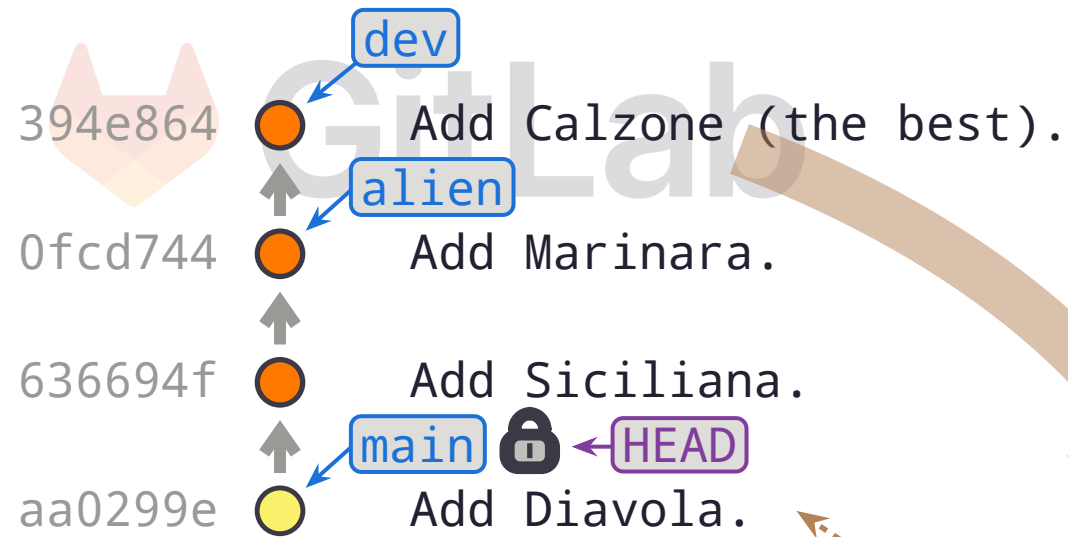 dev
GitLab
394e864 Add Calzone (the best).
alien
0fcd744 Add Marinara.
636694f Add Siciliana.
main HEAD
aa0299e Add Diavola.